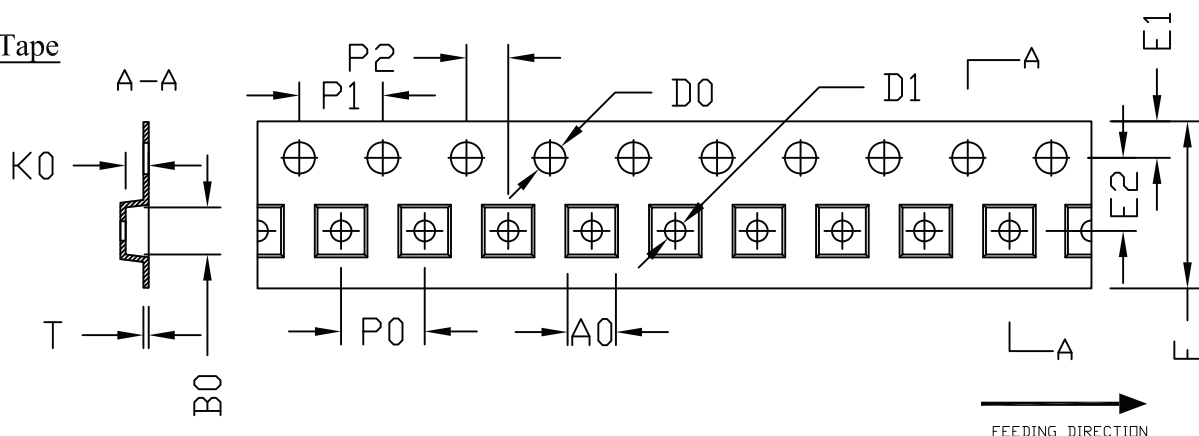 Tape
A-A
P2
P1
D0
D1
A
E1
K0
E2
T
B0
P0
A0
A
FEEDING DIRECTION